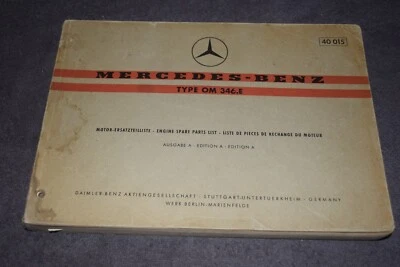 40 015
MERCEDES-BENZ
TYPE OM 346.E
MOTOR-ERSATZTEILLISTE - ENGINE SPARE PARTS LIST - LISTE DE PIECES DE RECHANGE DU MOTEUR
AUSGABE A - EDITION A - EDITION A
DAIMLER-BENZ AKTIENGESELLSCHAFT · STUTTGART-UNTERTUERKHEIM · GERMANY
WERK BERLIN-MARIENFELDE